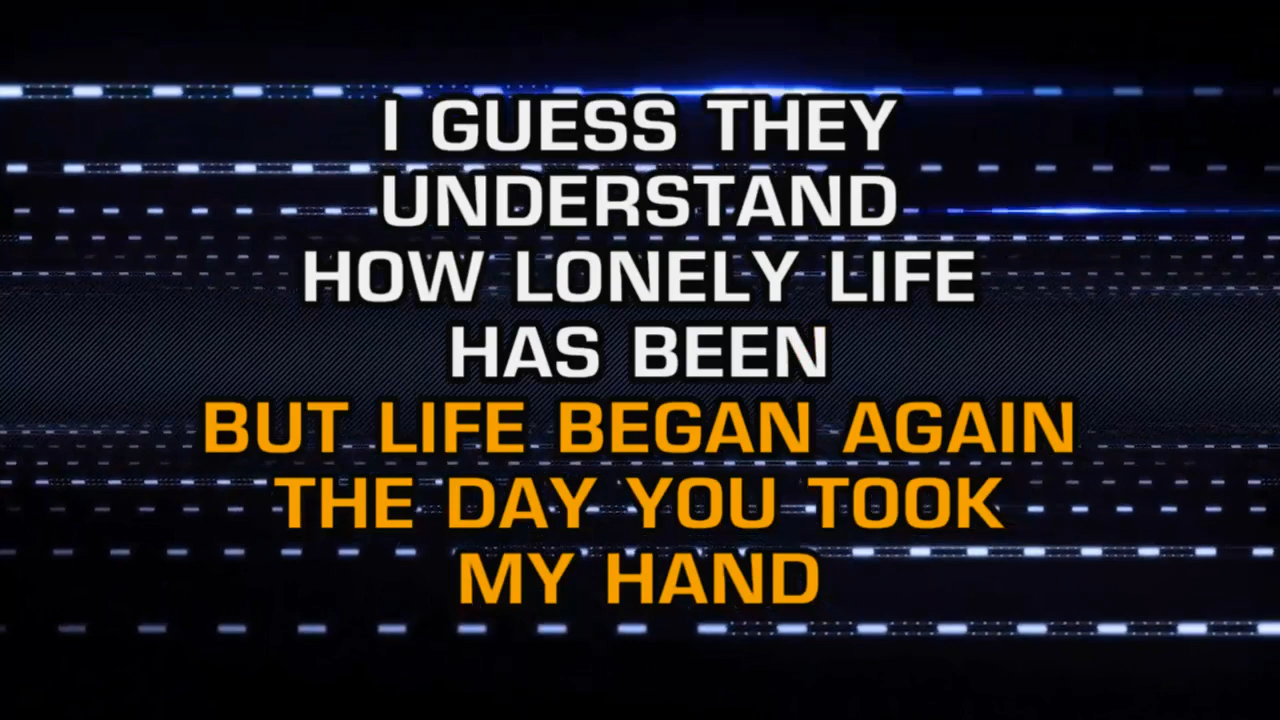 I GUESS THEY
UNDERSTAND
HOW LONELY LIFE
HAS BEEN
BUT LIFE BEGAN AGAIN
THE DAY YOU TOOK
MY HAND